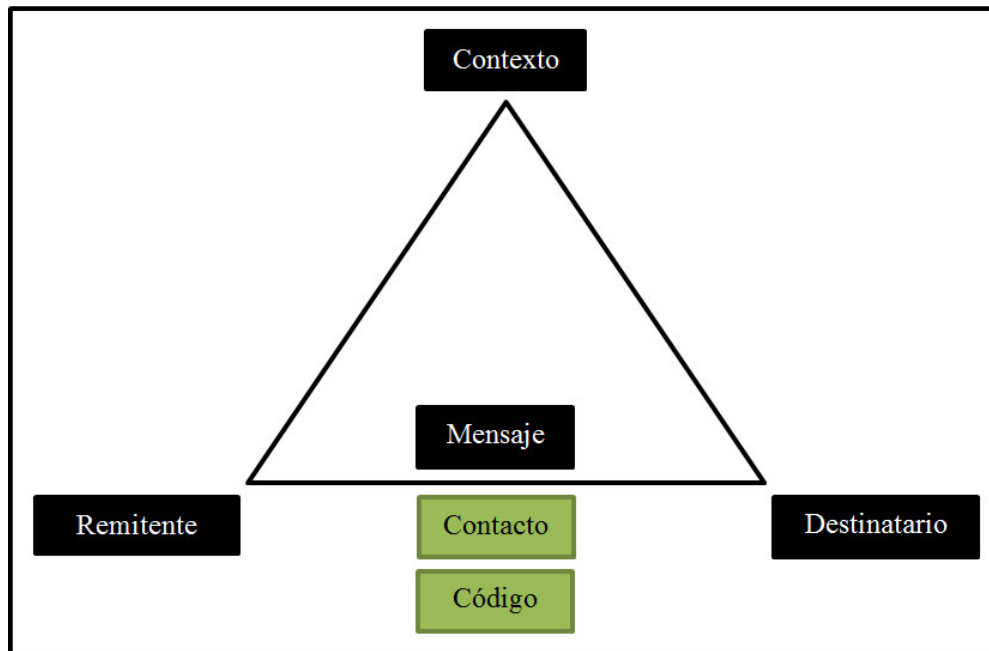 Contexto
Mensaje
Remitente
Contacto
Destinatario
Código